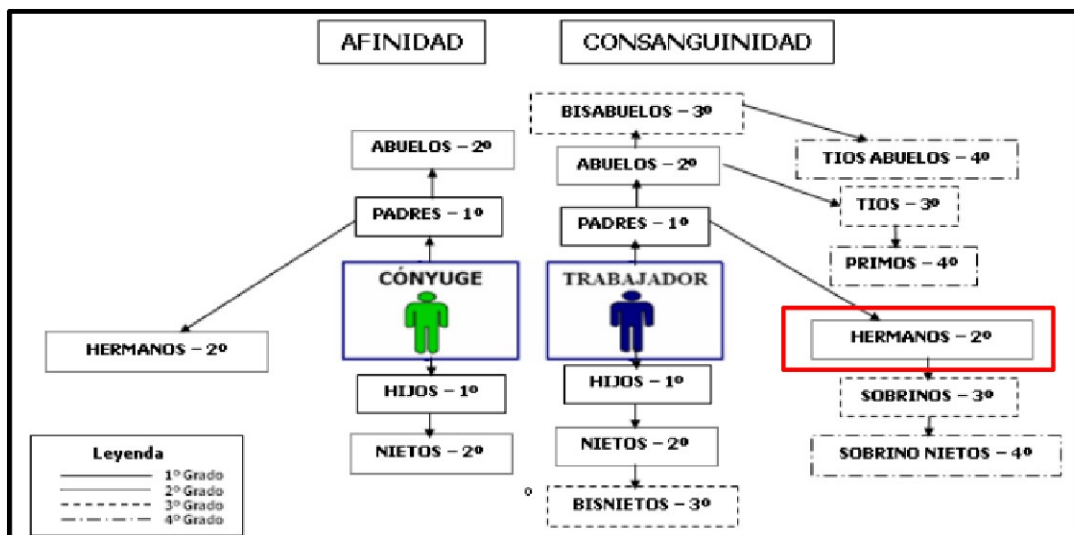 AFINIDAD
CONSANGUINIDAD
BISABUELOS – 3º
ABUELOS – 2º
ABUELOS – 2º
TIOS ABUELOS – 4º
TIOS – 3º
PADRES – 1º
PADRES – 1º
PRIMOS – 4º
CÓNYUGE
TRABAJADOR
HERMANOS – 2º
HERMANOS – 2º
HIJOS – 1º
HIJOS – 1º
SOBRINOS – 3º
NIETOS – 2º
NIETOS – 2º
SOBRINO NIETOS – 4º
BISNIETOS – 3º
Leyenda
1º Grado
2º Grado
3º Grado
4º Grado